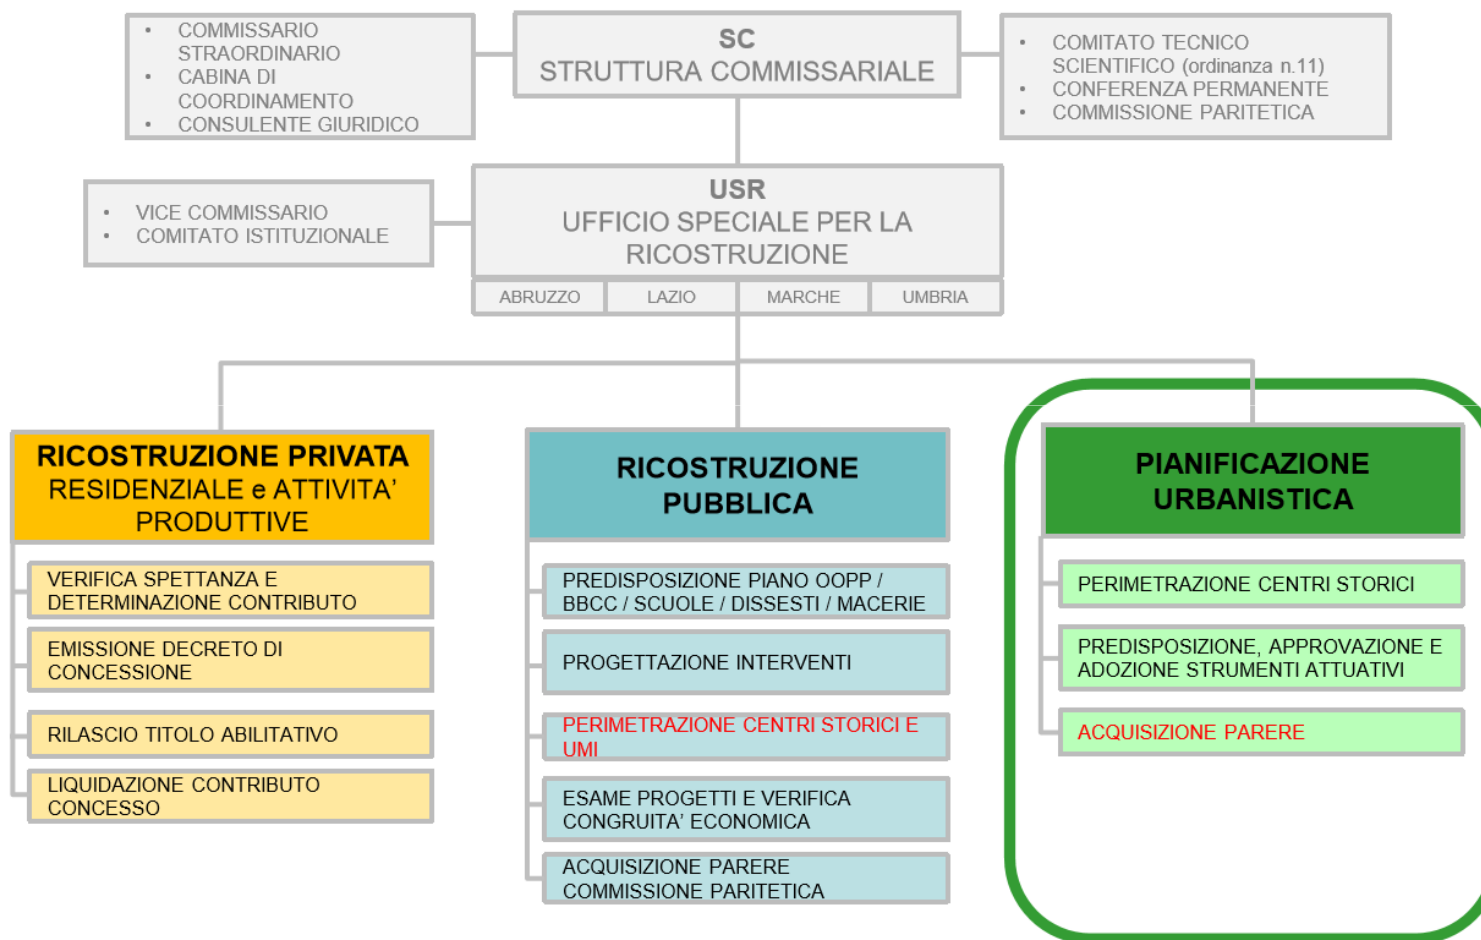 • COMMISSARIO
STRAORDINARIO
• CABINA DI
COORDINAMENTO
• CONSULENTE GIURIDICO
SC
STRUTTURA COMMISSARIALE
• COMITATO TECNICO
SCIENTIFICO (ordinanza n.11)
• CONFERENZA PERMANENTE
• COMMISSIONE PARITETICA
• VICE COMMISSARIO
• COMITATO ISTITUZIONALE
USR
UFFICIO SPECIALE PER LA
RICOSTRUZIONE
ABRUZZO
LAZIO
MARCHE
UMBRIA
RICOSTRUZIONE PRIVATA
RESIDENZIALE e ATTIVITA’
PRODUTTIVE
VERIFICA SPETTANZA E
DETERMINAZIONE CONTRIBUTO
EMISSIONE DECRETO DI
CONCESSIONE
RILASCIO TITOLO ABILITATIVO
LIQUIDAZIONE CONTRIBUTO
CONCESSO
RICOSTRUZIONE
PUBBLICA
PREDISPOSIZIONE PIANO OOPP /
BBCC / SCUOLE / DISSESTI / MACERIE
PROGETTAZIONE INTERVENTI
PERIMETRAZIONE CENTRI STORICI E
UMI
ESAME PROGETTI E VERIFICA
CONGRUITA’ ECONOMICA
ACQUISIZIONE PARERE
COMMISSIONE PARITETICA
PIANIFICAZIONE
URBANISTICA
PERIMETRAZIONE CENTRI STORICI
PREDISPOSIZIONE, APPROVAZIONE E
ADOZIONE STRUMENTI ATTUATIVI
ACQUISIZIONE PARERE